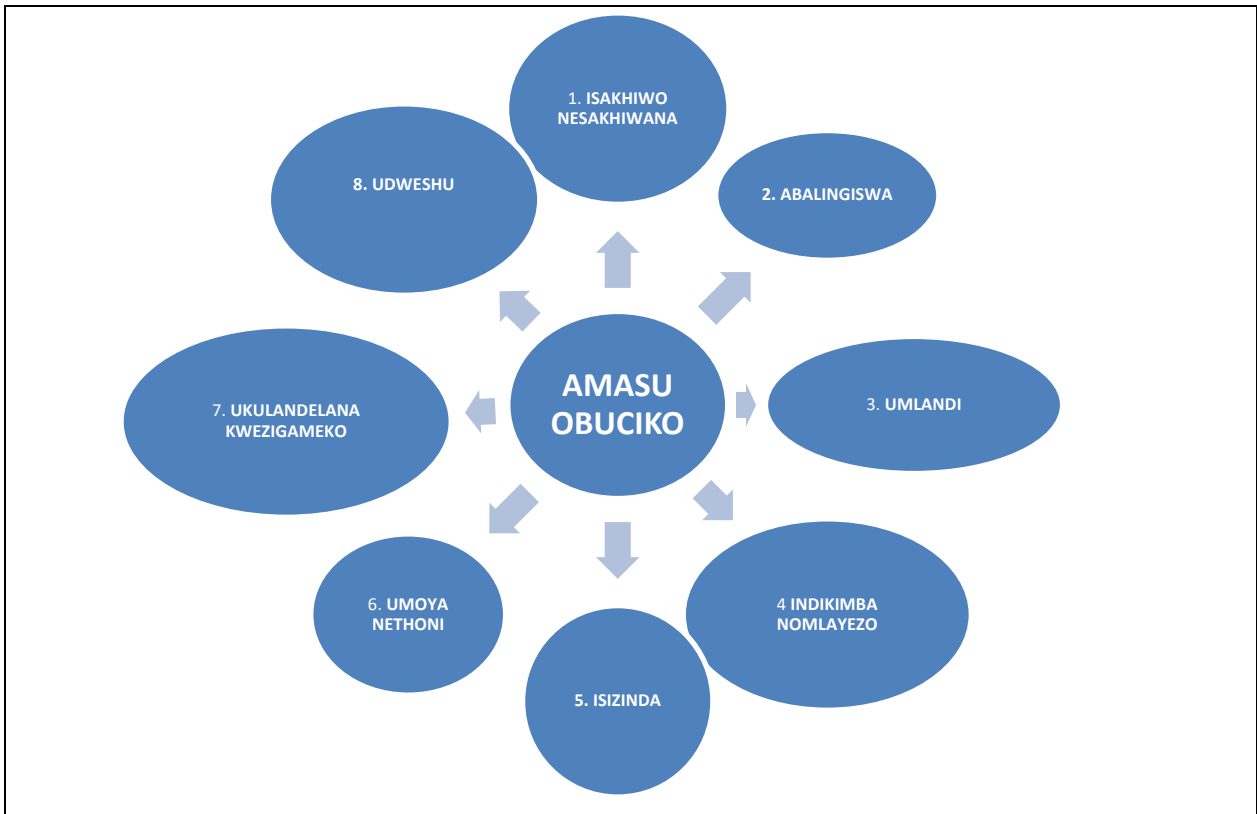 1. ISAKHIWO
NESAKHIWANA
2. ABALINGISWA
3. UMLANDI
4 INDIKIMBA
NOMLAYEZO
5. ISIZINDA
6. UMOYA
NETHONI
7. UKULANDELANA
KWEZIGAMEKO
8. UDWESHU
AMASU
OBUCIKO